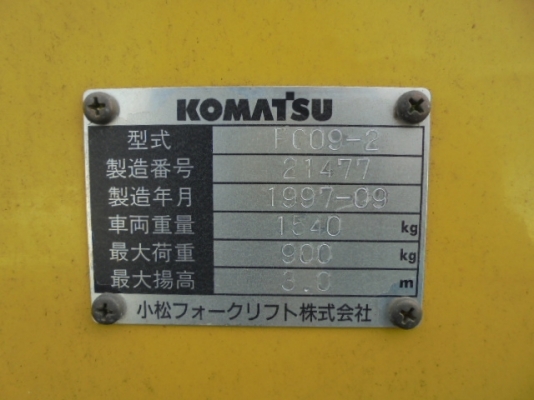 KOMATSU
型式 FG09-2
製造番号 21477
製造年月 1997-09
車両重量 1540 kg
最大荷重 900 kg
最大揚高 3.0 m
小松フォークリフト株式会社